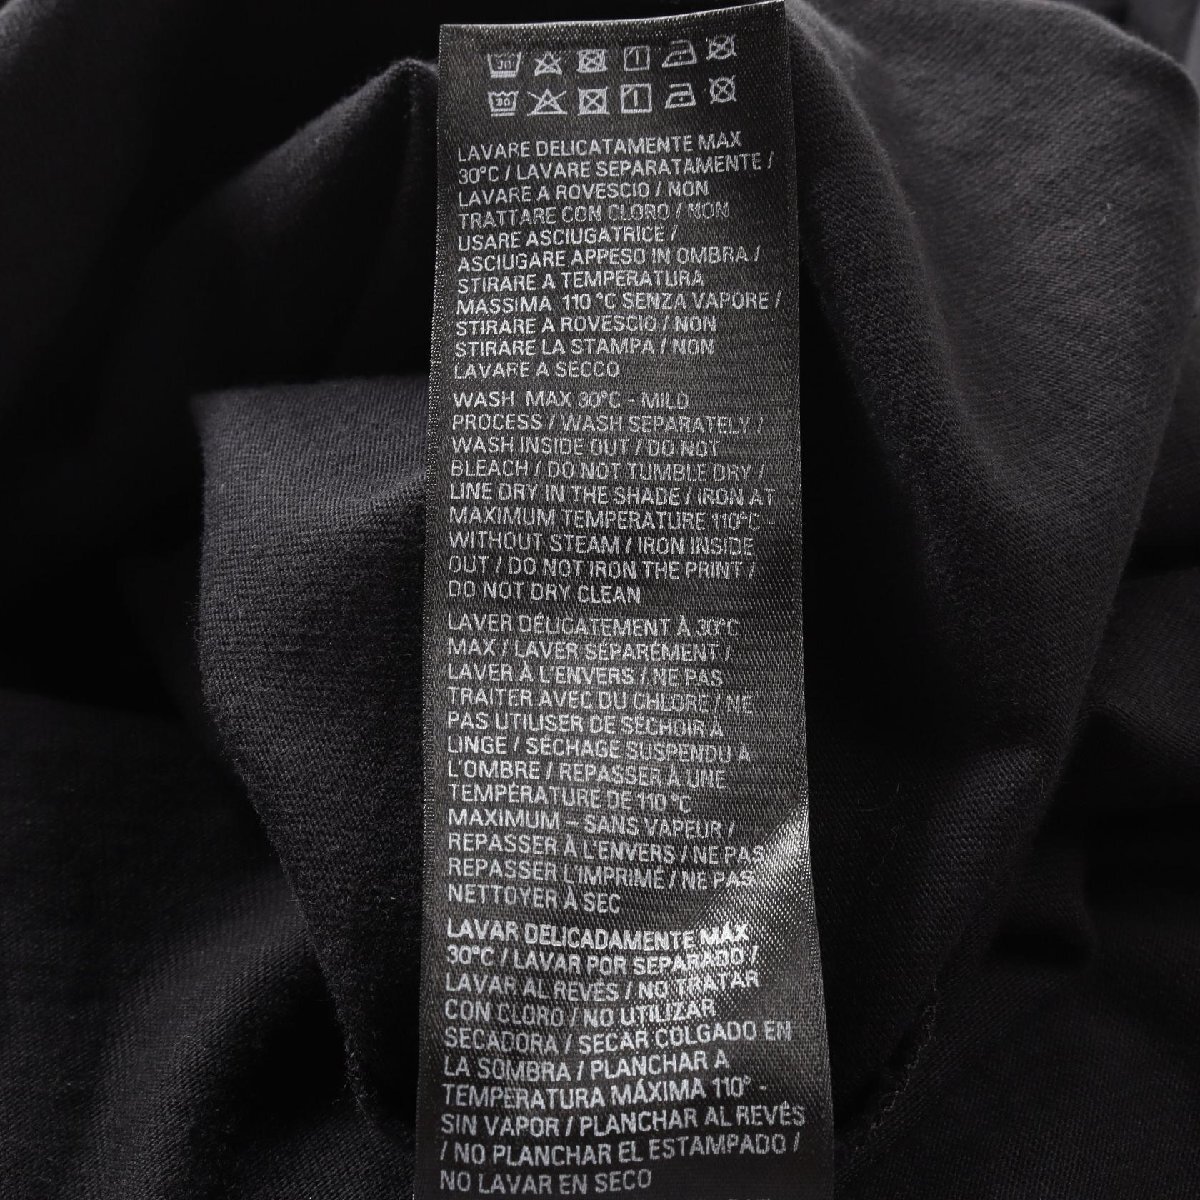 30
30
LAVARE DELICATAMENTE MAX
30°C / LAVARE SEPARATAMENTE /
LAVARE A ROVESCIO / NON
TRATTARE CON CLORO / NON
USARE ASCIUGATRICE /
ASCIUGARE APPESO IN OMBRA /
STIRARE A TEMPERATURA
MASSIMA 110 °C SENZA VAPORE /
STIRARE A ROVESCIO / NON
STIRARE LA STAMPA / NON
LAVARE A SECCO
WASH MAX 30°C - MILD
PROCESS / WASH SEPARATELY /
WASH INSIDE OUT / DO NOT
BLEACH / DO NOT TUMBLE DRY /
LINE DRY IN THE SHADE / IRON AT
MAXIMUM TEMPERATURE 110°C -
WITHOUT STEAM / IRON INSIDE
OUT / DO NOT IRON THE PRINT /
DO NOT DRY CLEAN
LAVER DÉLICATEMENT À 30°C
MAX / LAVER SÉPARÉMENT /
LAVER À L'ENVERS / NE PAS
TRAITER AVEC DU CHLORE / NE
PAS UTILISER DE SÉCHOIR À
LINGE / SÉCHAGE SUSPENDU À
L'OMBRE / REPASSER À UNE
TEMPÉRATURE DE 110 °C
MAXIMUM – SANS VAPEUR /
REPASSER À L'ENVERS / NE PAS
REPASSER L'IMPRIMÉ / NE PAS
NETTOYER À SEC
LAVAR DELICADAMENTE MÁX
30°C / LAVAR POR SEPARADO /
LAVAR AL REVÉS / NO TRATAR
CON CLORO / NO UTILIZAR
SECADORA / SECAR COLGADO EN
LA SOMBRA / PLANCHAR A
TEMPERATURA MÁXIMA 110° -
SIN VAPOR / PLANCHAR AL REVÉS
/ NO PLANCHAR EL ESTAMPADO /
NO LAVAR EN SECO